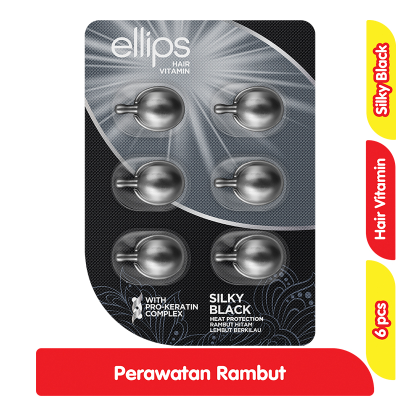 ellips
HAIR
VITAMIN
WITH
PRO-KERATIN
COMPLEX
SILKY
BLACK
HEAT PROTECTION
RAMBUT HITAM
LEMBUT BERKILAU
Silky Black
Hair Vitamin
6 pcs
Perawatan Rambut